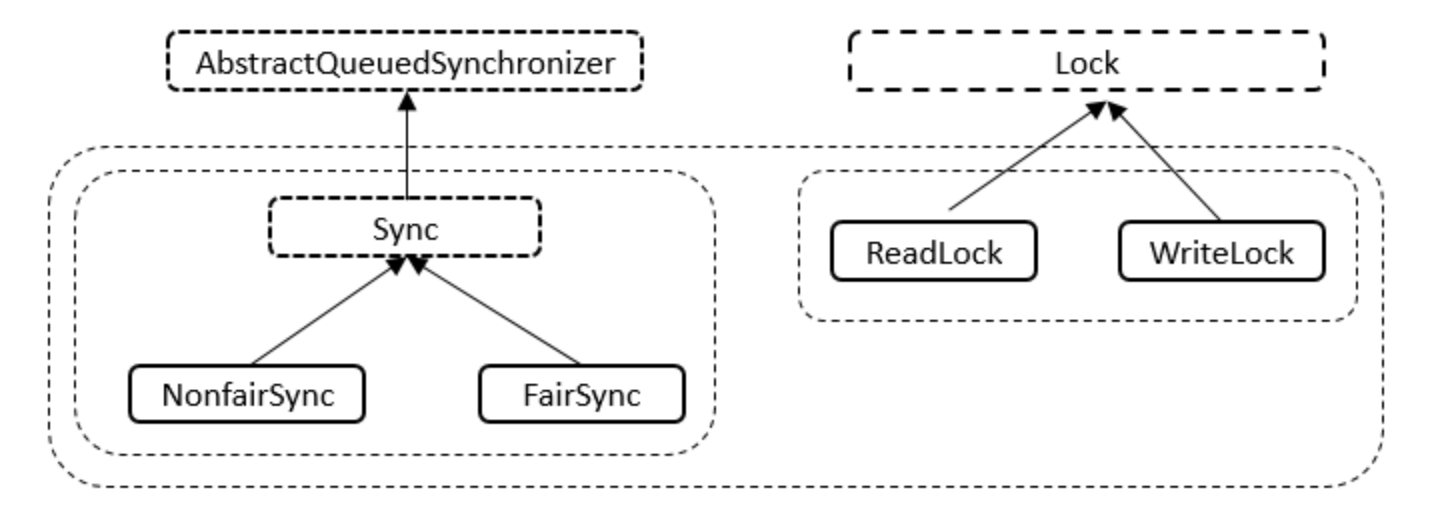 AbstractQueuedSynchronizer
Lock
Sync
ReadLock
WriteLock
NonfairSync
FairSync